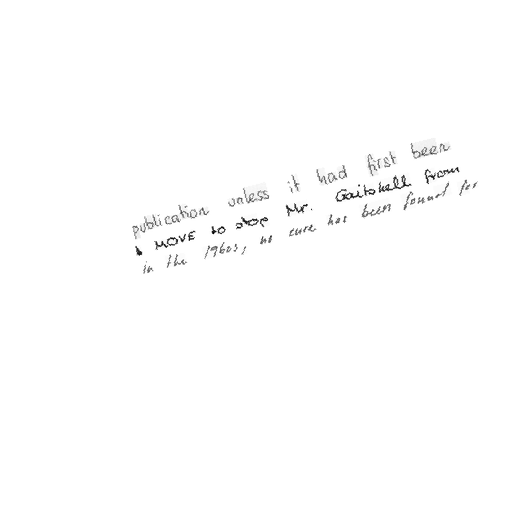 publication unless it had first been
A MOVE to stop Mr. Gaitskell from
in the 1960s, no cure has been found for